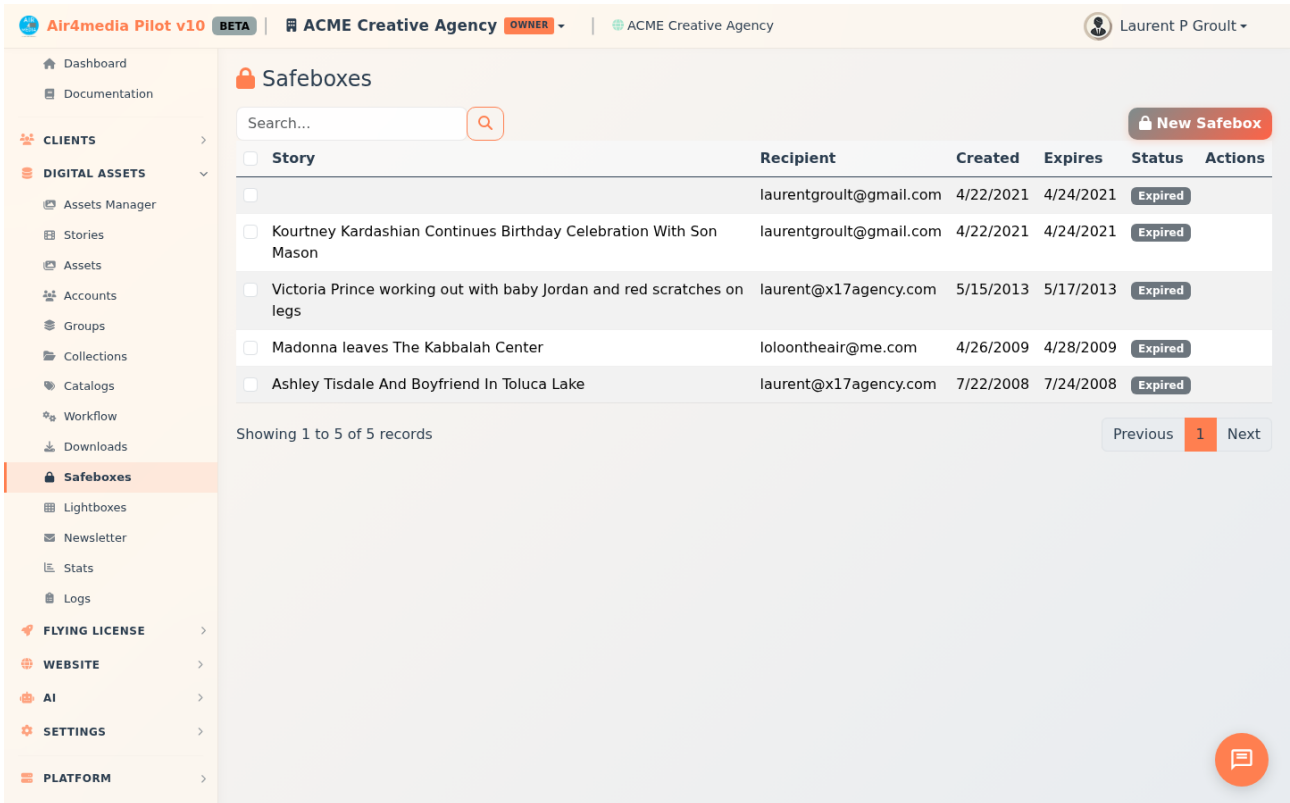 Air4media Pilot v10 BETA | ACME Creative Agency OWNER | ACME Creative Agency Laurent P Groult
Dashboard
Documentation
CLIENTS
DIGITAL ASSETS
Assets Manager
Stories
Assets
Accounts
Groups
Collections
Catalogs
Workflow
Downloads
Safeboxes
Lightboxes
Newsletter
Stats
Logs
FLYING LICENSE
WEBSITE
AI
SETTINGS
PLATFORM
Safeboxes
Search...
New Safebox
Story Recipient Created Expires Status Actions
laurentgroult@gmail.com 4/22/2021 4/24/2021 Expired
Kourtney Kardashian Continues Birthday Celebration With Son laurentgroult@gmail.com 4/22/2021 4/24/2021 Expired
Mason
Victoria Prince working out with baby Jordan and red scratches on laurent@x17agency.com 5/15/2013 5/17/2013 Expired
legs
Madonna leaves The Kabbalah Center loloontheair@me.com 4/26/2009 4/28/2009 Expired
Ashley Tisdale And Boyfriend In Toluca Lake laurent@x17agency.com 7/22/2008 7/24/2008 Expired
Showing 1 to 5 of 5 records
Previous 1 Next